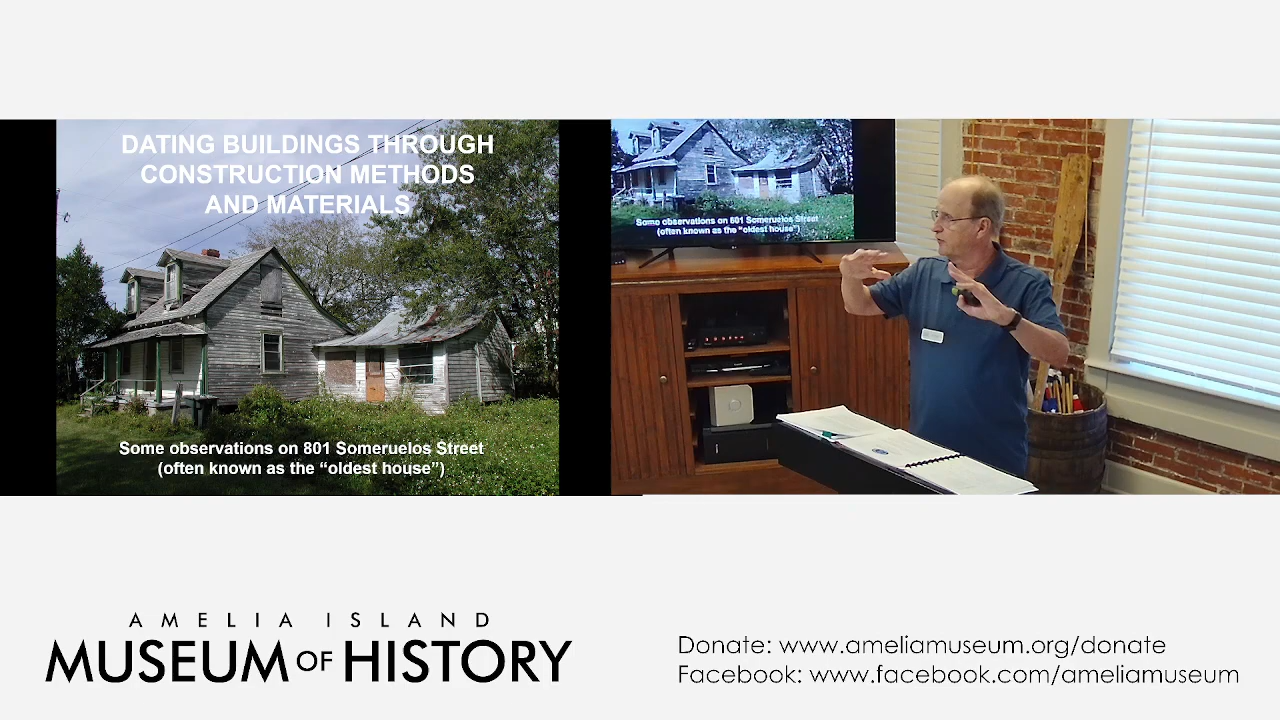 DATING BUILDINGS THROUGH
CONSTRUCTION METHODS
AND MATERIALS
Some observations on 801 Someruelos Street
(often known as the “oldest house”)
Some observations on 801 Someruelos Street
(often known as the “oldest house”)
AMELIA ISLAND
MUSEUM OF HISTORY
Donate: www.ameliamuseum.org/donate
Facebook: www.facebook.com/ameliamuseum